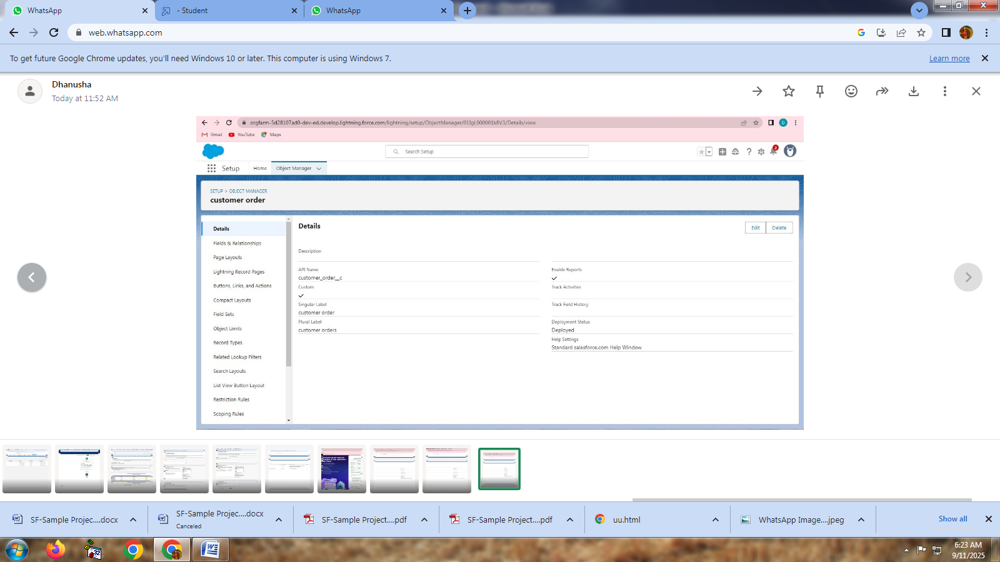 WhatsApp
- Student
WhatsApp
web.whatsapp.com
To get future Google Chrome updates, you'll need Windows 10 or later. This computer is using Windows 7.
Learn more
Dhanusha
Today at 11:52 AM
orgfarm-5d28107ad0-dev-ed.develop.lightning.force.com/lightning/setup/ObjectManager/01IgL000001k8V3/Details/view
Gmail YouTube Maps
Search Setup
2
Setup Home Object Manager
SETUP > OBJECT MANAGER
customer order
Details
Fields & Relationships
Page Layouts
Lightning Record Pages
Buttons, Links, and Actions
Compact Layouts
Field Sets
Object Limits
Record Types
Related Lookup Filters
Search Layouts
List View Button Layout
Restriction Rules
Scoping Rules
Details
Edit Delete
Description
API Name
customer_order__c
Custom
Singular Label
customer order
Plural Label
customer orders
Enable Reports
Track Activities
Track Field History
Deployment Status
Deployed
Help Settings
Standard salesforce.com Help Window
SF-Sample Projec....docx
SF-Sample Projec....docx
Canceled
SF-Sample Project....pdf
SF-Sample Project....pdf
uu.html
WhatsApp Image....jpeg
Show all
6:23 AM
9/11/2025